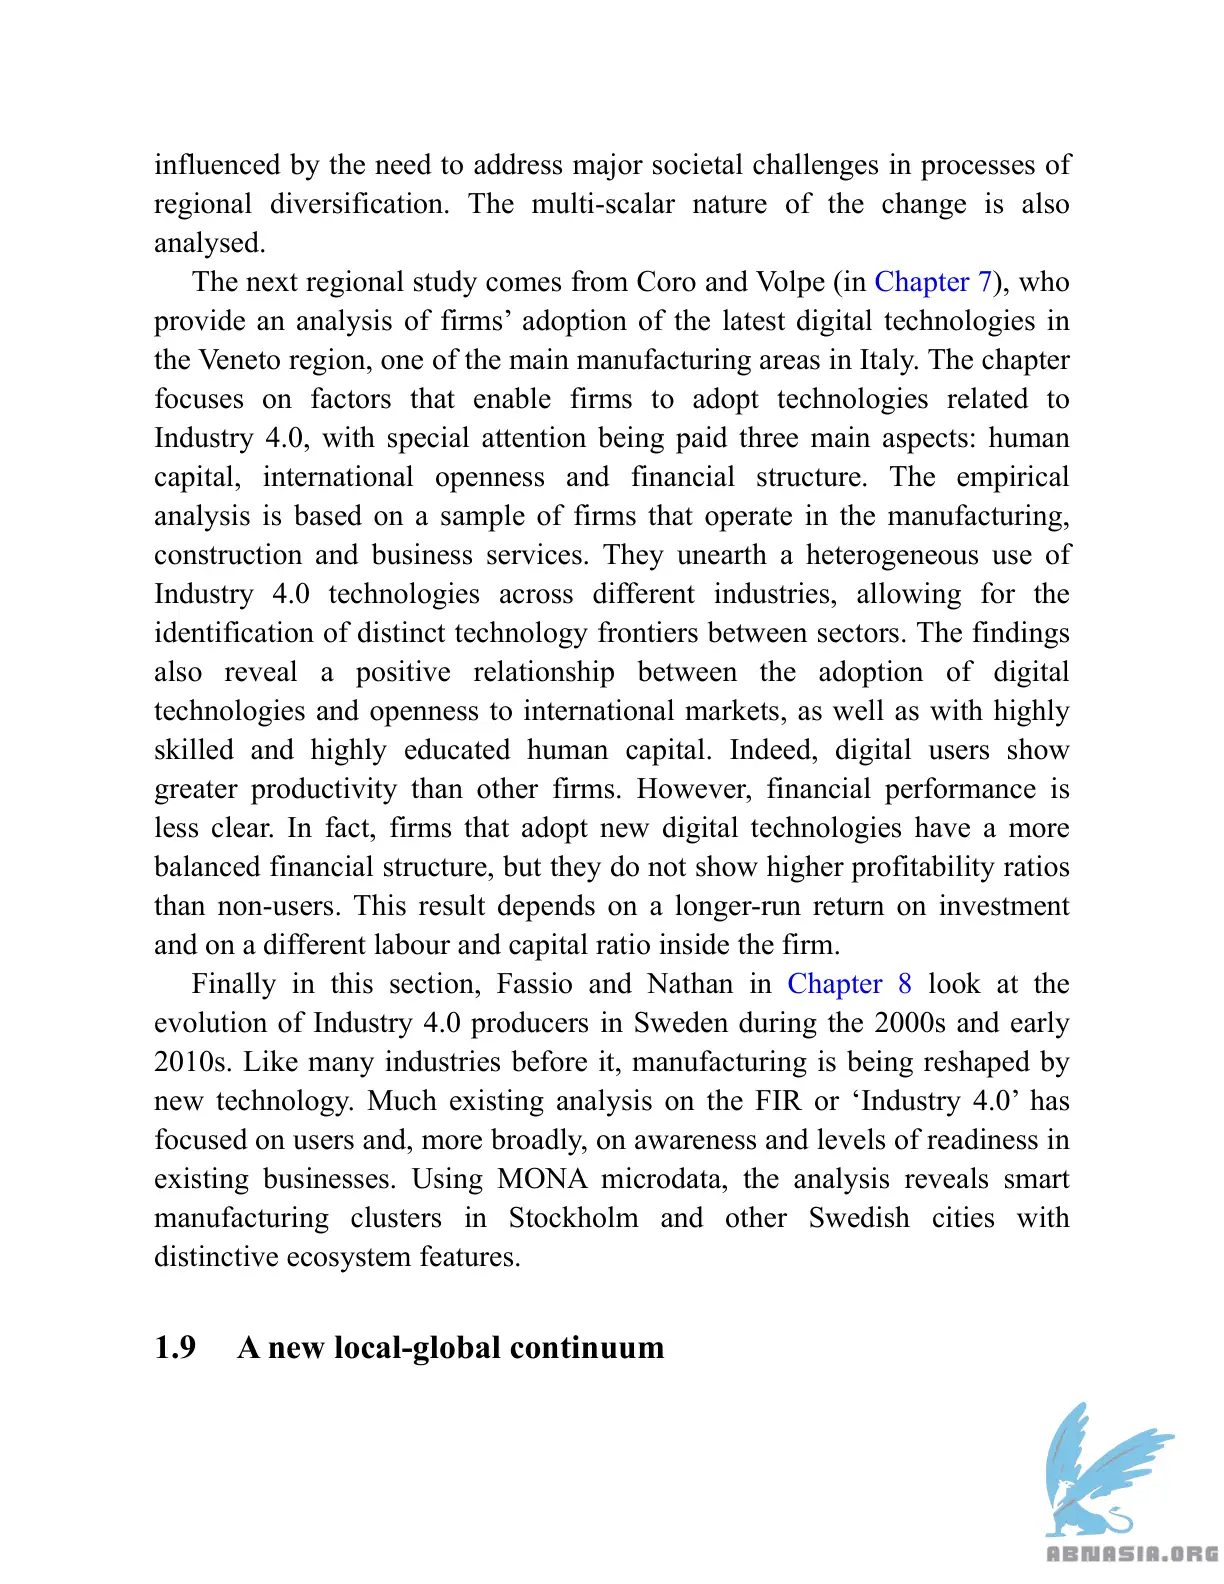 influenced by the need to address major societal challenges in processes of
regional diversification. The multi-scalar nature of the change is also
analysed.
The next regional study comes from Coro and Volpe (in Chapter 7), who
provide an analysis of firms’ adoption of the latest digital technologies in
the Veneto region, one of the main manufacturing areas in Italy. The chapter
focuses on factors that enable firms to adopt technologies related to
Industry 4.0, with special attention being paid three main aspects: human
capital, international openness and financial structure. The empirical
analysis is based on a sample of firms that operate in the manufacturing,
construction and business services. They unearth a heterogeneous use of
Industry 4.0 technologies across different industries, allowing for the
identification of distinct technology frontiers between sectors. The findings
also reveal a positive relationship between the adoption of digital
technologies and openness to international markets, as well as with highly
skilled and highly educated human capital. Indeed, digital users show
greater productivity than other firms. However, financial performance is
less clear. In fact, firms that adopt new digital technologies have a more
balanced financial structure, but they do not show higher profitability ratios
than non-users. This result depends on a longer-run return on investment
and on a different labour and capital ratio inside the firm.
Finally in this section, Fassio and Nathan in Chapter 8 look at the
evolution of Industry 4.0 producers in Sweden during the 2000s and early
2010s. Like many industries before it, manufacturing is being reshaped by
new technology. Much existing analysis on the FIR or ‘Industry 4.0’ has
focused on users and, more broadly, on awareness and levels of readiness in
existing businesses. Using MONA microdata, the analysis reveals smart
manufacturing clusters in Stockholm and other Swedish cities with
distinctive ecosystem features.
1.9 A new local-global continuum
ABNASIA.ORG